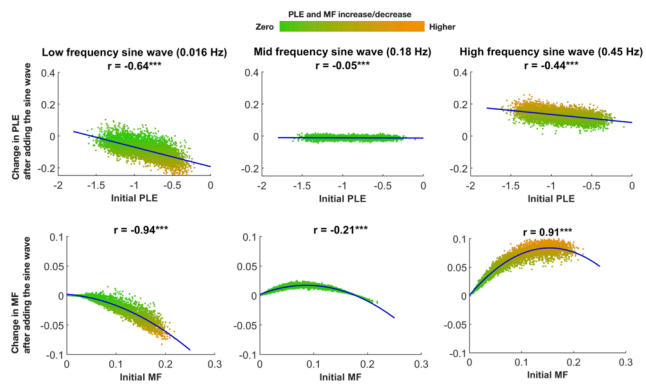 PLE and MF increase/decrease
Zero Higher
Low frequency sine wave (0.016 Hz)
r = -0.64***
Mid frequency sine wave (0.18 Hz)
r = -0.05***
High frequency sine wave (0.45 Hz)
r = -0.44***
Change in PLE
after adding the sine wave
0.4
0.2
0
-0.2
-2 -1.5 -1 -0.5 0
Initial PLE
0.4
0.2
0
0.2
-2 -1.5 -1 -0.5 0
Initial PLE
0.4
0.2
0
0.2
-2 -1.5 -1 -0.5 0
Initial PLE
r = -0.94***
r = -0.21***
r = 0.91***
Change in MF
after adding the sine wave
0.1
0.05
0
-0.05
-0.1
0 0.1 0.2 0.3
Initial MF
0.1
0.05
0
-0.05
-0.1
0 0.1 0.2 0.3
Initial MF
0.1
0.05
0
-0.05
-0.1
0 0.1 0.2 0.3
Initial MF